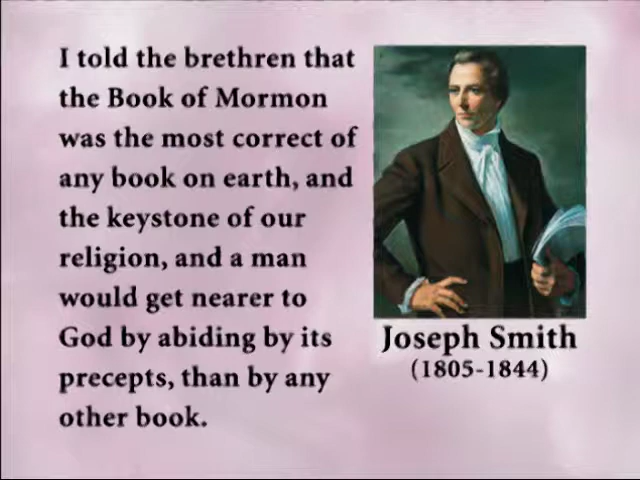 I told the brethren that
the Book of Mormon
was the most correct of
any book on earth, and
the keystone of our
religion, and a man
would get nearer to
God by abiding by its
precepts, than by any
other book.
Joseph Smith
(1805-1844)